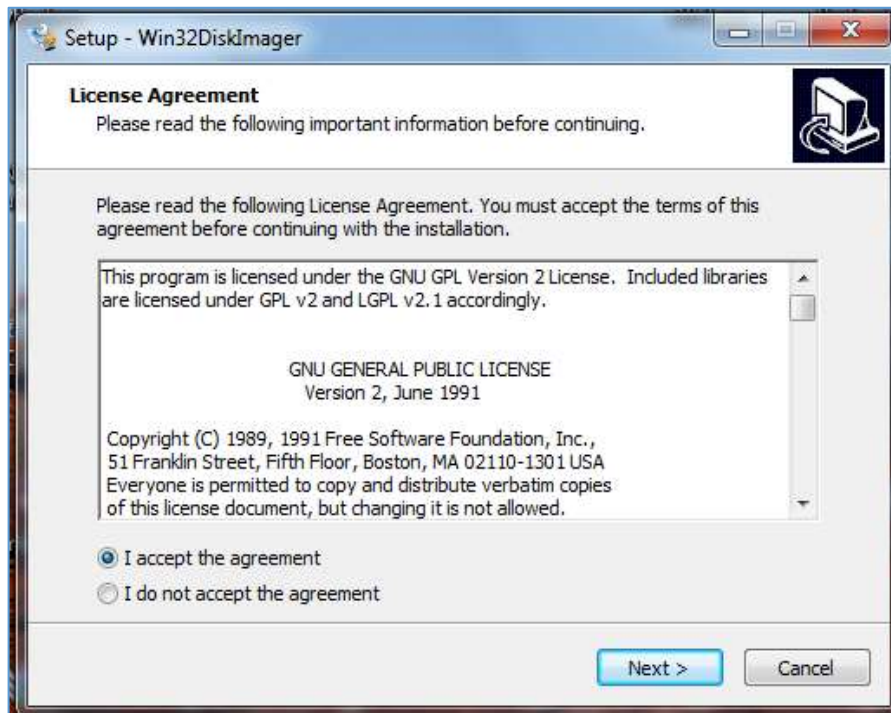 Setup - Win32DiskImager
License Agreement
Please read the following important information before continuing.
Please read the following License Agreement. You must accept the terms of this
agreement before continuing with the installation.
This program is licensed under the GNU GPL Version 2 License.  Included libraries
are licensed under GPL v2 and LGPL v2.1 accordingly.
GNU GENERAL PUBLIC LICENSE
Version 2, June 1991
Copyright (C) 1989, 1991 Free Software Foundation, Inc.,
51 Franklin Street, Fifth Floor, Boston, MA 02110-1301 USA
Everyone is permitted to copy and distribute verbatim copies
of this license document, but changing it is not allowed.
I accept the agreement
I do not accept the agreement
Next >
Cancel